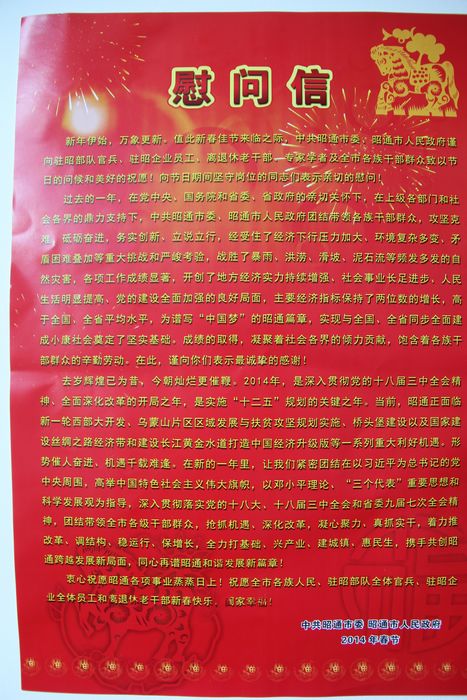 慰问信
新年伊始，万象更新。值此新春佳节来临之际，中共昭通市委、昭通市人民政府谨
向驻昭部队官兵、驻昭企业员工、离退休老干部、专家学者及全市各族干部群众致以节
日的问候和美好的祝愿！向节日期间坚守岗位的同志们表示亲切的慰问！
过去的一年，在党中央、国务院和省委、省政府的亲切关怀下，在上级各部门和社
会各界的鼎力支持下，中共昭通市委、昭通市人民政府团结带领各族干部群众，攻坚克
难，砥砺奋进，务实创新、立说立行，经受住了经济下行压力加大、环境复杂多变、矛
盾困难叠加等重大挑战和严峻考验，战胜了暴雨、洪涝、滑坡、泥石流等频发多发的自
然灾害，各项工作成绩显著，开创了地方经济实力持续增强、社会事业长足进步、人民
生活明显提高、党的建设全面加强的良好局面，主要经济指标保持了两位数的增长，高
于全国、全省平均水平，为谱写“中国梦”的昭通篇章，实现与全国、全省同步全面建
成小康社会奠定了坚实基础。成绩的取得，凝聚着社会各界的倾力贡献，饱含着各族干
部群众的辛勤劳动。在此，谨向你们表示最诚挚的感谢！
去岁辉煌已为昔，今朝灿烂更催鞭。2014年，是深入贯彻党的十八届三中全会精
神、全面深化改革的开局之年，是实施“十二五”规划的关键之年。当前，昭通正面临
新一轮西部大开发、乌蒙山片区区域发展与扶贫攻坚规划实施、桥头堡建设以及国家建
设丝绸之路经济带和建设长江黄金水道打造中国经济升级版等一系列重大利好机遇。形
势催人奋进、机遇千载难逢。在新的一年里，让我们紧密团结在以习近平为总书记的党
中央周围，高举中国特色社会主义伟大旗帜，以邓小平理论、“三个代表”重要思想和
科学发展观为指导，深入贯彻落实党的十八大、十八届三中全会和省委九届七次全会精
神，团结带领全市各级干部群众，抢抓机遇、深化改革，凝心聚力、真抓实干，着力推
改革、调结构、稳运行、保增长，全力打基础、兴产业、建城镇、惠民生，携手共创昭
通跨越发展新局面，同心再谱昭通和谐发展新篇章！
衷心祝愿昭通各项事业蒸蒸日上！祝愿全市各族人民、驻昭部队全体官兵、驻昭企
业全体员工和离退休老干部新春快乐、阖家幸福！
中共昭通市委 昭通市人民政府
2014年春节